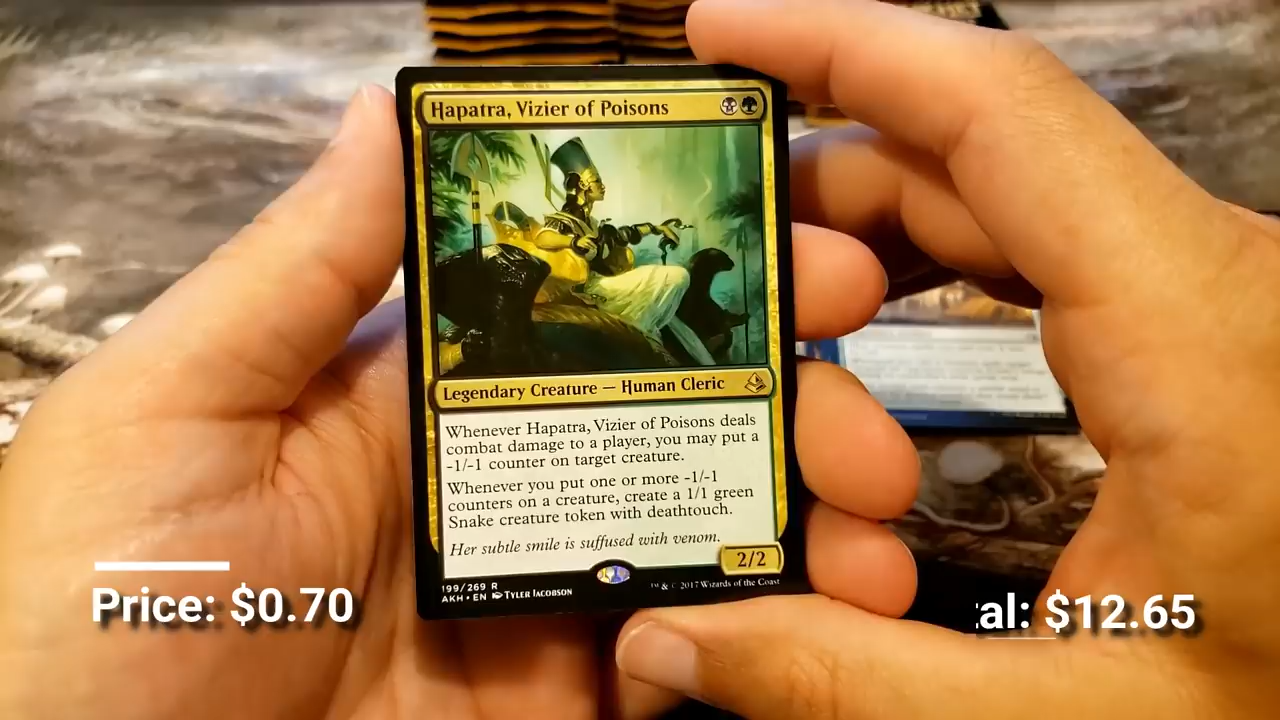 Hapatra, Vizier of Poisons
Legendary Creature — Human Cleric
Whenever Hapatra, Vizier of Poisons deals
combat damage to a player, you may put a
-1/-1 counter on target creature.
Whenever you put one or more -1/-1
counters on a creature, create a 1/1 green
Snake creature token with deathtouch.
Her subtle smile is suffused with venom.
2/2
199/269 R
AKH • EN Tyler Jacobson
™ & © 2017 Wizards of the Coast
Price: $0.70
al: $12.65